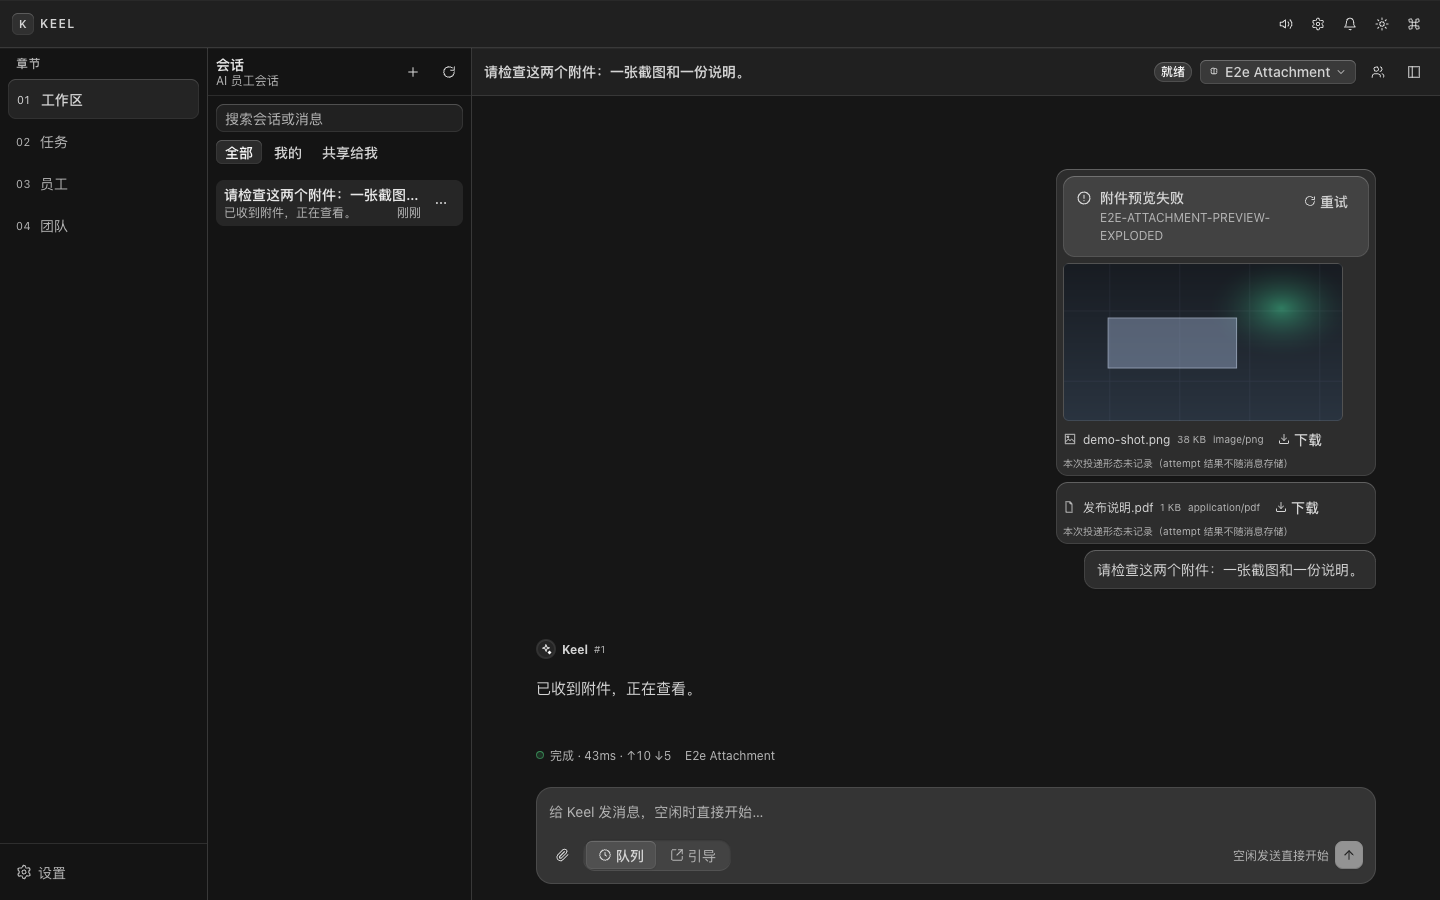 K KEEL
章节
01 工作区
02 任务
03 员工
04 团队
设置
会话
AI 员工会话
搜索会话或消息
全部 我的 共享给我
请检查这两个附件：一张截图...
已收到附件，正在查看。 刚刚
请检查这两个附件：一张截图和一份说明。
就绪 E2e Attachment
附件预览失败
E2E-ATTACHMENT-PREVIEW-
EXPLODED
重试
demo-shot.png 38 KB image/png 下载
本次投递形态未记录（attempt 结果不随消息存储）
发布说明.pdf 1 KB application/pdf 下载
本次投递形态未记录（attempt 结果不随消息存储）
请检查这两个附件：一张截图和一份说明。
Keel #1
已收到附件，正在查看。
完成 · 43ms · ↑10 ↓5 E2e Attachment
给 Keel 发消息，空闲时直接开始...
队列 引导
空闲发送直接开始